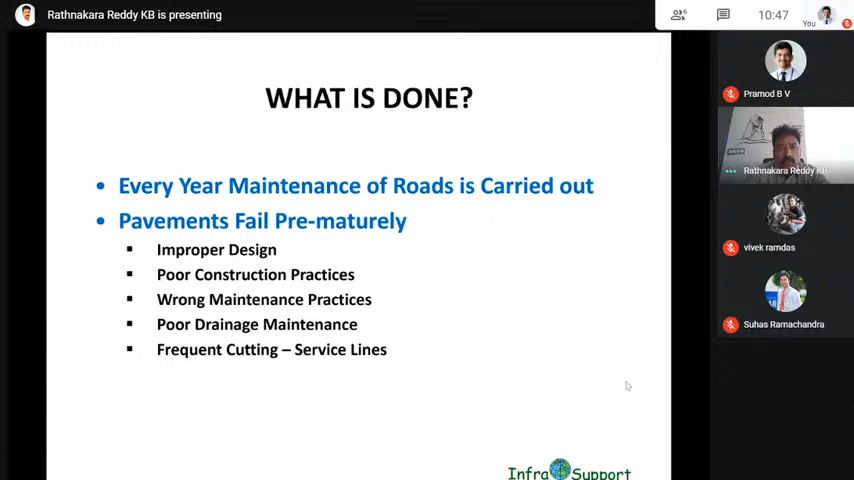 Rathnakara Reddy KB is presenting
6
10:47
You
WHAT IS DONE?
• Every Year Maintenance of Roads is Carried out
• Pavements Fail Pre-maturely
▪ Improper Design
▪ Poor Construction Practices
▪ Wrong Maintenance Practices
▪ Poor Drainage Maintenance
▪ Frequent Cutting – Service Lines
Infra Support
Pramod B V
Rathnakara Reddy KB
vivek ramdas
Suhas Ramachandra